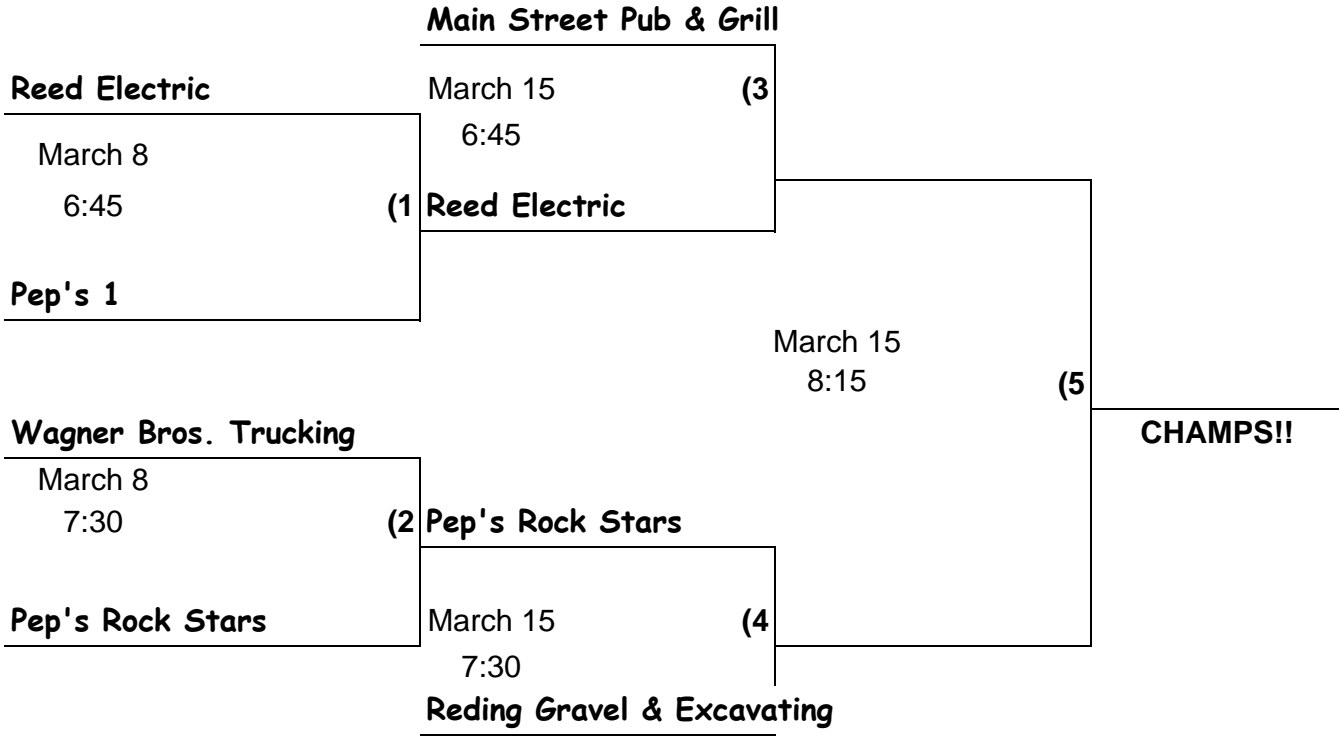 Main Street Pub & Grill
Reed Electric
March 15
(3
6:45
March 8
6:45
(1
Reed Electric
Pep's 1
March 15
8:15
(5
Wagner Bros. Trucking
CHAMPS!!
March 8
7:30
(2
Pep's Rock Stars
Pep's Rock Stars
March 15
(4
7:30
Reding Gravel & Excavating